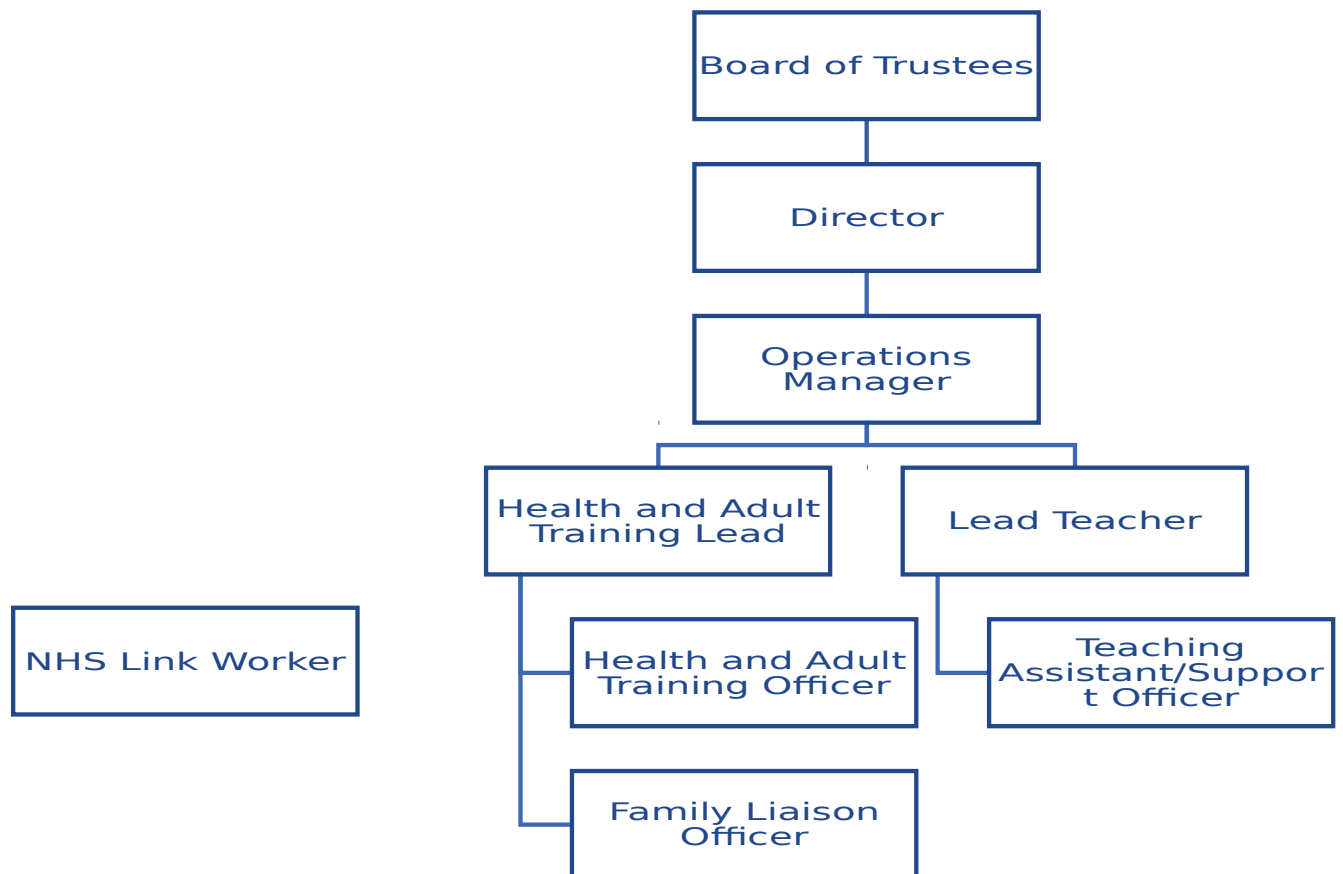 Board of Trustees
Director
Operations
Manager
Health and Adult
Training Lead
Lead Teacher
NHS Link Worker
Health and Adult
Training Officer
Teaching
Assistant/Suppor
t Officer
Family Liaison
Officer